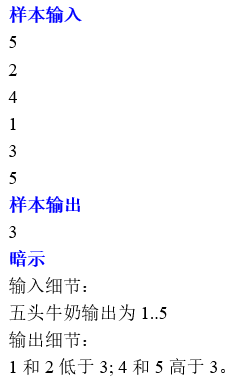 样本输入
5
2
4
1
3
5
样本输出
3
暗示
输入细节：
五头牛奶输出为 1..5
输出细节：
1 和 2 低于 3; 4 和 5 高于 3。